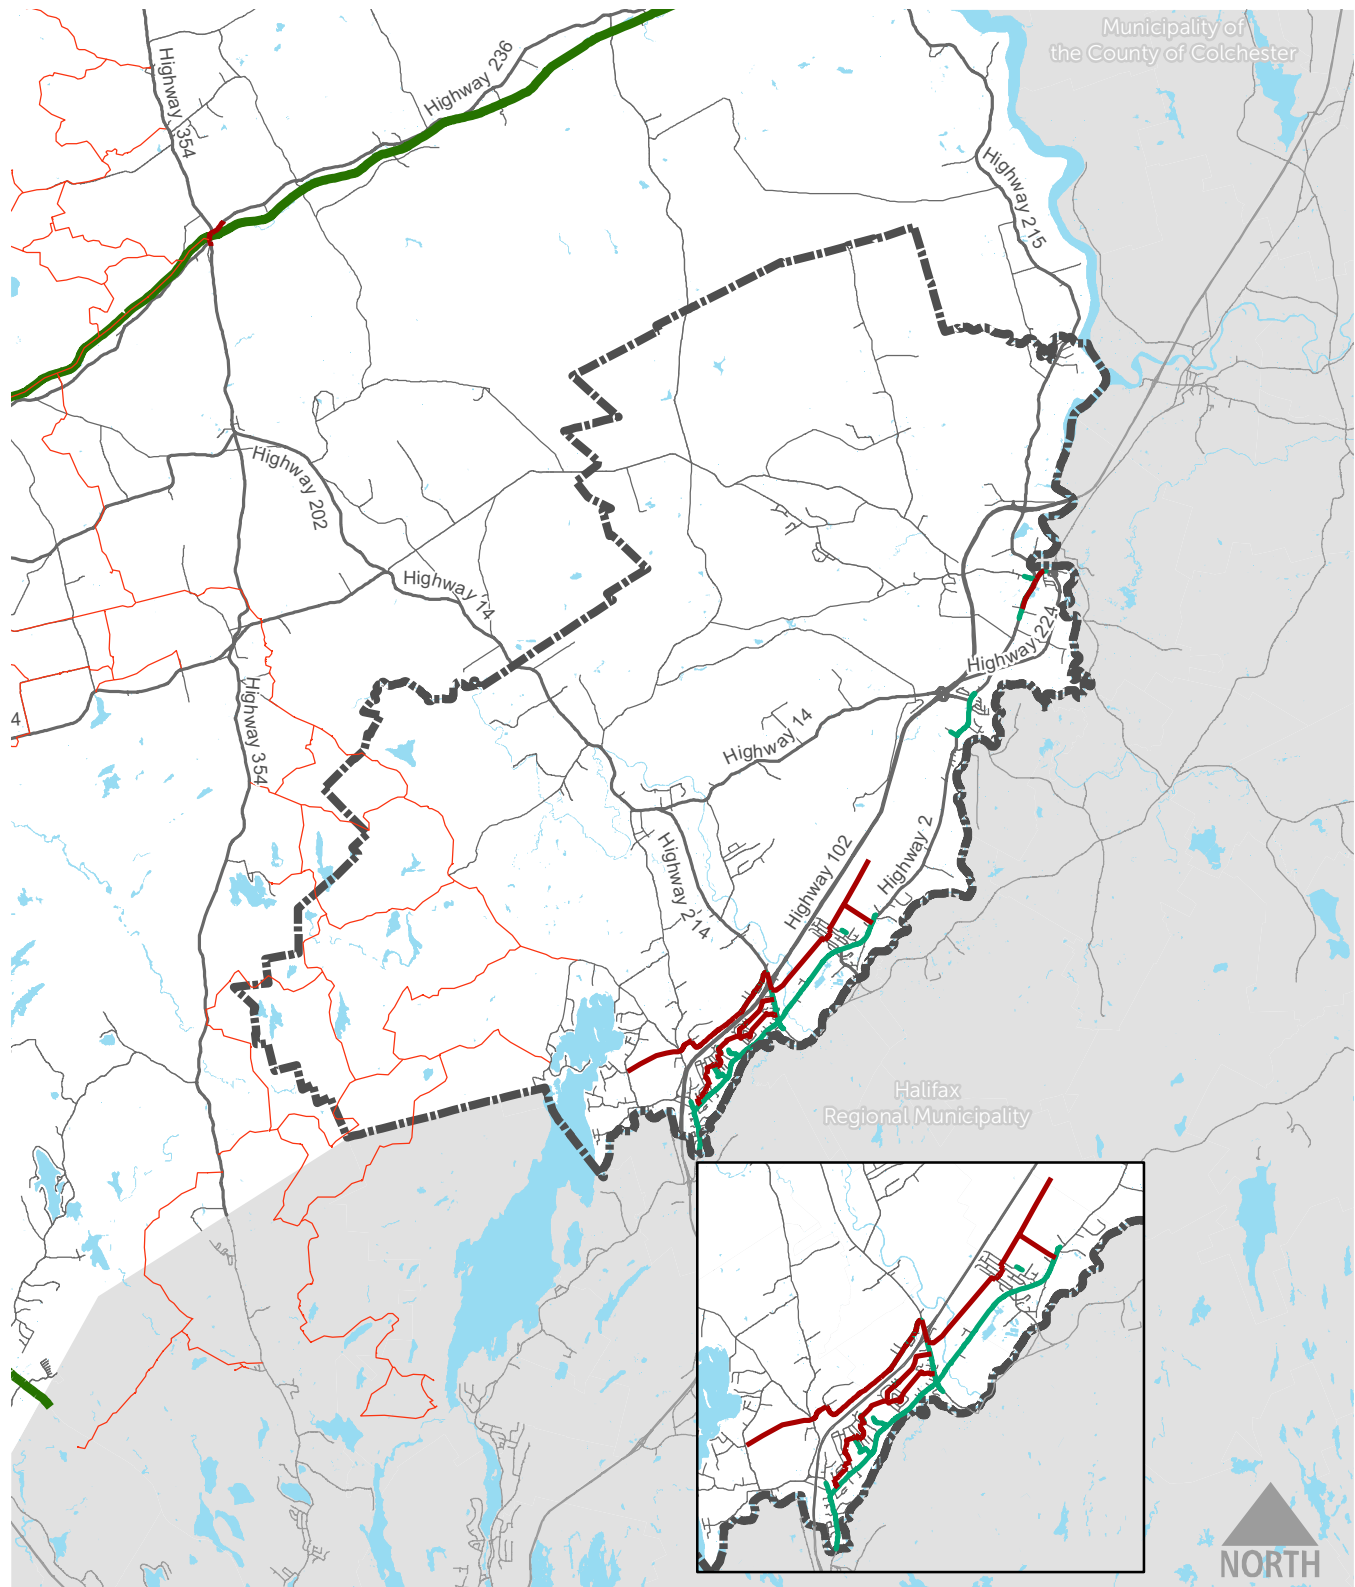 Municipality of
the County of Colchester
Highway 236
Highway 354
Highway 215
Highway 202
Highway 14
Highway 224
Highway 354
4
Highway 14
Highway 2
Highway 102
Highway 214
Halifax
Regional Municipality
NORTH